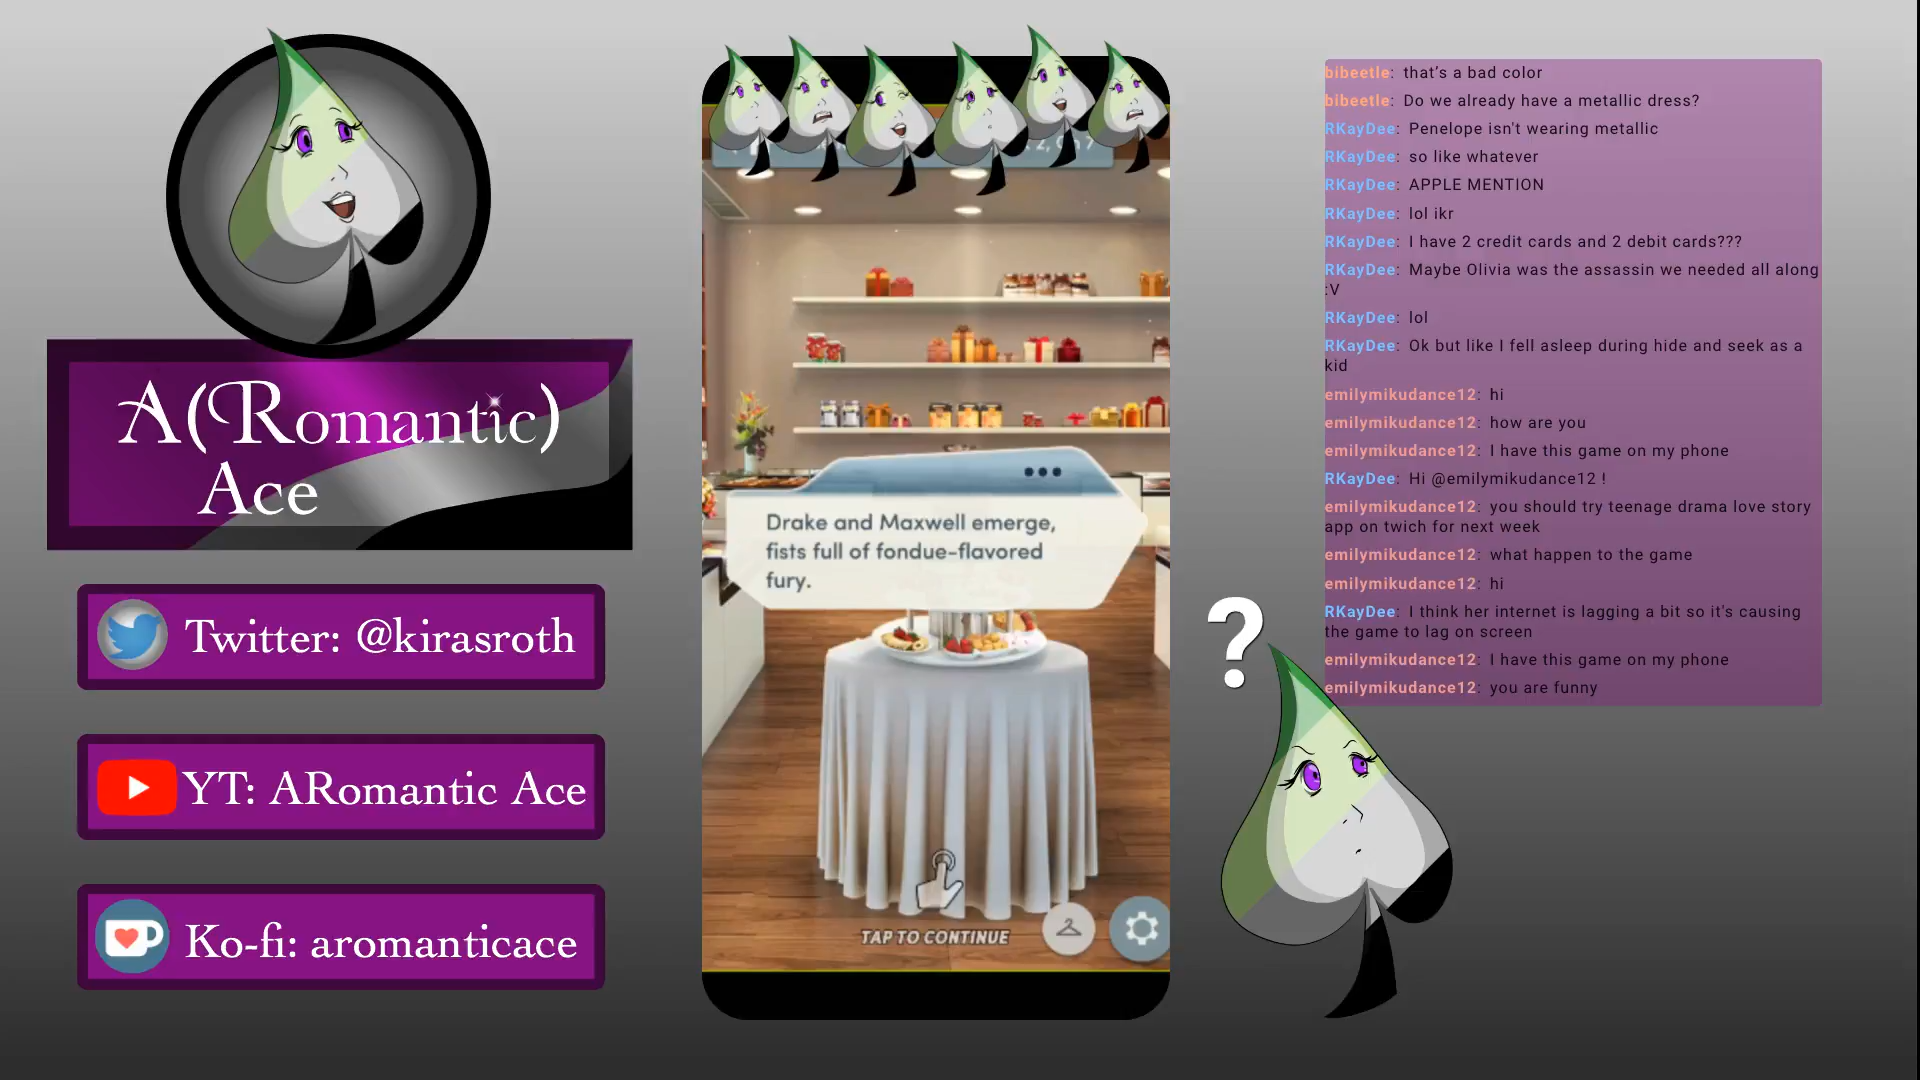 A(Romantic)
Ace
Twitter: @kirasroth
YT: ARomantic Ace
Ko-fi: aromanticace
Drake and Maxwell emerge,
fists full of fondue-flavored
fury.
TAP TO CONTINUE
?
bibeetle: that's a bad color
bibeetle: Do we already have a metallic dress?
RKayDee: Penelope isn't wearing metallic
RKayDee: so like whatever
RKayDee: APPLE MENTION
RKayDee: lol ikr
RKayDee: I have 2 credit cards and 2 debit cards???
RKayDee: Maybe Olivia was the assassin we needed all along
:V
RKayDee: lol
RKayDee: Ok but like I fell asleep during hide and seek as a
kid
emilymikudance12: hi
emilymikudance12: how are you
emilymikudance12: I have this game on my phone
RKayDee: Hi @emilymikudance12 !
emilymikudance12: you should try teenage drama love story
app on twich for next week
emilymikudance12: what happen to the game
emilymikudance12: hi
RKayDee: I think her internet is lagging a bit so it's causing
the game to lag on screen
emilymikudance12: I have this game on my phone
emilymikudance12: you are funny